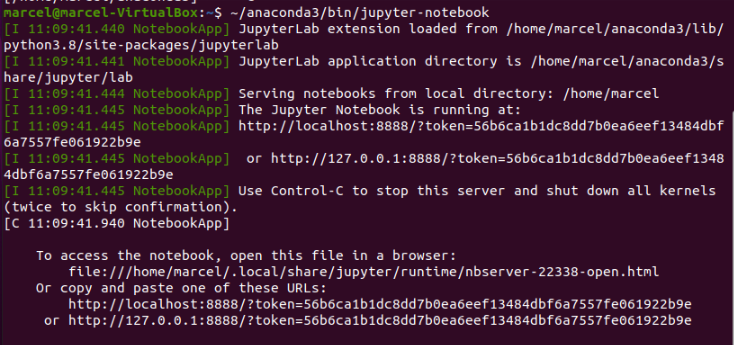 marcel@marcel-VirtualBox:~$ ~/anaconda3/bin/jupyter-notebook
[I 11:09:41.440 NotebookApp] JupyterLab extension loaded from /home/marcel/anaconda3/lib/
python3.8/site-packages/jupyterlab
[I 11:09:41.441 NotebookApp] JupyterLab application directory is /home/marcel/anaconda3/s
hare/jupyter/lab
[I 11:09:41.444 NotebookApp] Serving notebooks from local directory: /home/marcel
[I 11:09:41.445 NotebookApp] The Jupyter Notebook is running at:
[I 11:09:41.445 NotebookApp] http://localhost:8888/?token=56b6ca1b1dc8dd7b0ea6eef13484dbf
6a7557fe061922b9e
[I 11:09:41.445 NotebookApp]  or http://127.0.0.1:8888/?token=56b6ca1b1dc8dd7b0ea6eef1348
4dbf6a7557fe061922b9e
[I 11:09:41.445 NotebookApp] Use Control-C to stop this server and shut down all kernels
(twice to skip confirmation).
[C 11:09:41.940 NotebookApp]
To access the notebook, open this file in a browser:
file:///home/marcel/.local/share/jupyter/runtime/nbserver-22338-open.html
Or copy and paste one of these URLs:
http://localhost:8888/?token=56b6ca1b1dc8dd7b0ea6eef13484dbf6a7557fe061922b9e
or http://127.0.0.1:8888/?token=56b6ca1b1dc8dd7b0ea6eef13484dbf6a7557fe061922b9e